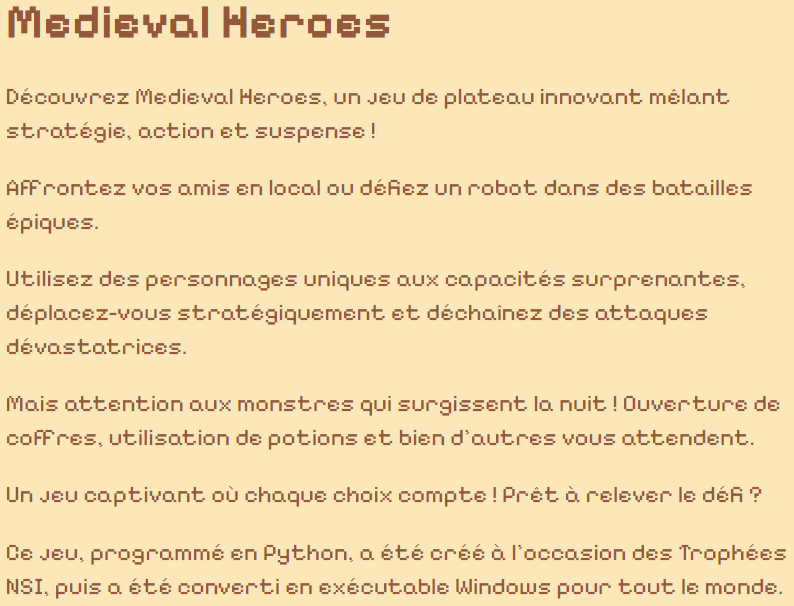 Medieval Heroes
Découvrez Medieval Heroes, un jeu de plateau innovant mêlant
stratégie, action et suspense !
Affrontez vos amis en local ou défiez un robot dans des batailles
épiques.
Utilisez des personnages uniques aux capacités surprenantes,
déplacez-vous stratégiquement et déchaînez des attaques
dévastatrices.
Mais attention aux monstres qui surgissent la nuit ! Ouverture de
coffres, utilisation de potions et bien d'autres vous attendent.
Un jeu captivant où chaque choix compte ! Prêt à relever le défi ?
Ce jeu, programmé en Python, a été créé à l'occasion des Trophées
NSI, puis a été converti en exécutable Windows pour tout le monde.